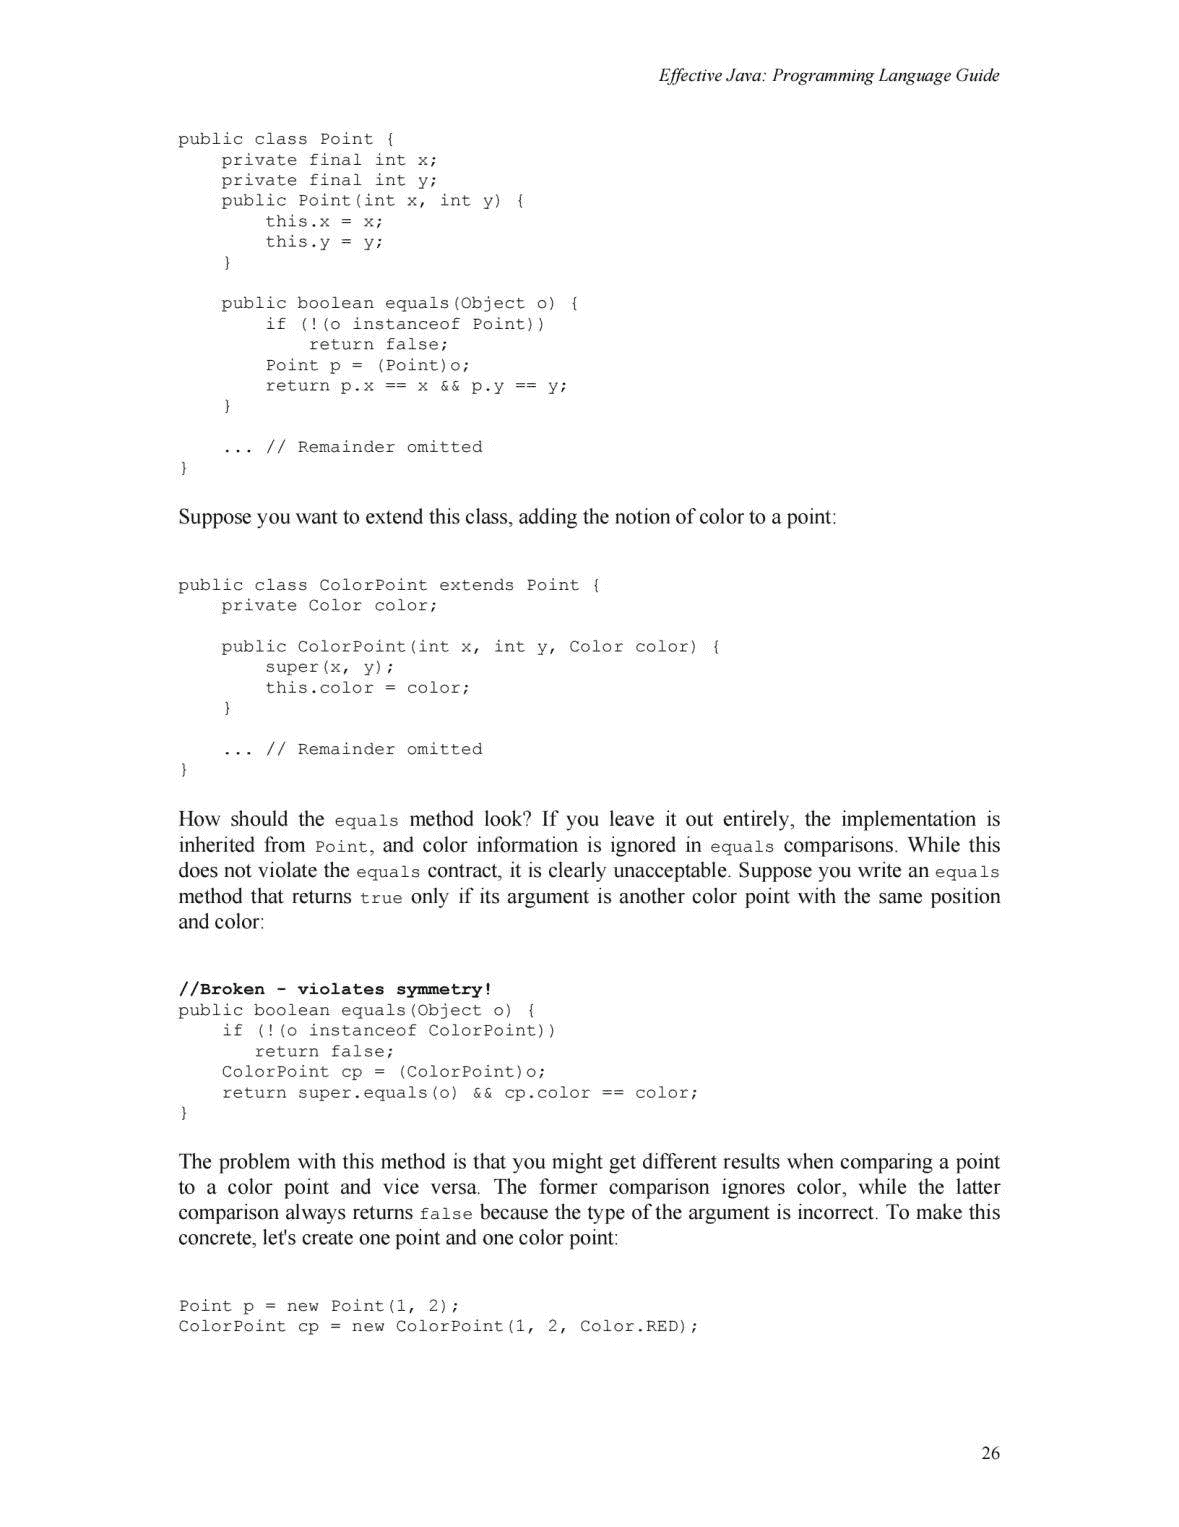 Effective Java: Programming Language Guide
public class Point {
    private final int x;
    private final int y;
    public Point(int x, int y) {
        this.x = x;
        this.y = y;
    }
    public boolean equals(Object o) {
        if (!(o instanceof Point))
            return false;
        Point p = (Point)o;
        return p.x == x && p.y == y;
    }
    ... // Remainder omitted
}
Suppose you want to extend this class, adding the notion of color to a point:
public class ColorPoint extends Point {
    private Color color;
    public ColorPoint(int x, int y, Color color) {
        super(x, y);
        this.color = color;
    }
    ... // Remainder omitted
}
How should the equals method look? If you leave it out entirely, the implementation is
inherited from Point, and color information is ignored in equals comparisons. While this
does not violate the equals contract, it is clearly unacceptable. Suppose you write an equals
method that returns true only if its argument is another color point with the same position
and color:
//Broken - violates symmetry!
public boolean equals(Object o) {
    if (!(o instanceof ColorPoint))
       return false;
    ColorPoint cp = (ColorPoint)o;
    return super.equals(o) && cp.color == color;
}
The problem with this method is that you might get different results when comparing a point
to a color point and vice versa. The former comparison ignores color, while the latter
comparison always returns false because the type of the argument is incorrect. To make this
concrete, let's create one point and one color point:
Point p = new Point(1, 2);
ColorPoint cp = new ColorPoint(1, 2, Color.RED);
26